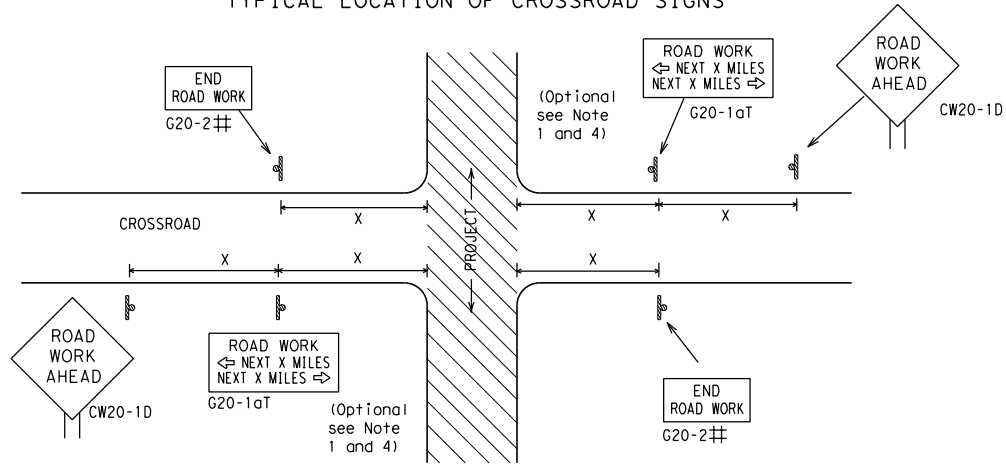 TYPICAL LOCATION OF CROSSROAD SIGNS
END
ROAD WORK
G20-2#
(Optional
see Note
1 and 4)
ROAD WORK
⇦ NEXT X MILES
NEXT X MILES ⇨
G20-1aT
ROAD
WORK
AHEAD
CW20-1D
X
X
X
CROSSROAD
PROJECT
X
X
X
ROAD
WORK
AHEAD
CW20-1D
ROAD WORK
⇦ NEXT X MILES
NEXT X MILES ⇨
G20-1aT
(Optional
see Note
1 and 4)
END
ROAD WORK
G20-2#